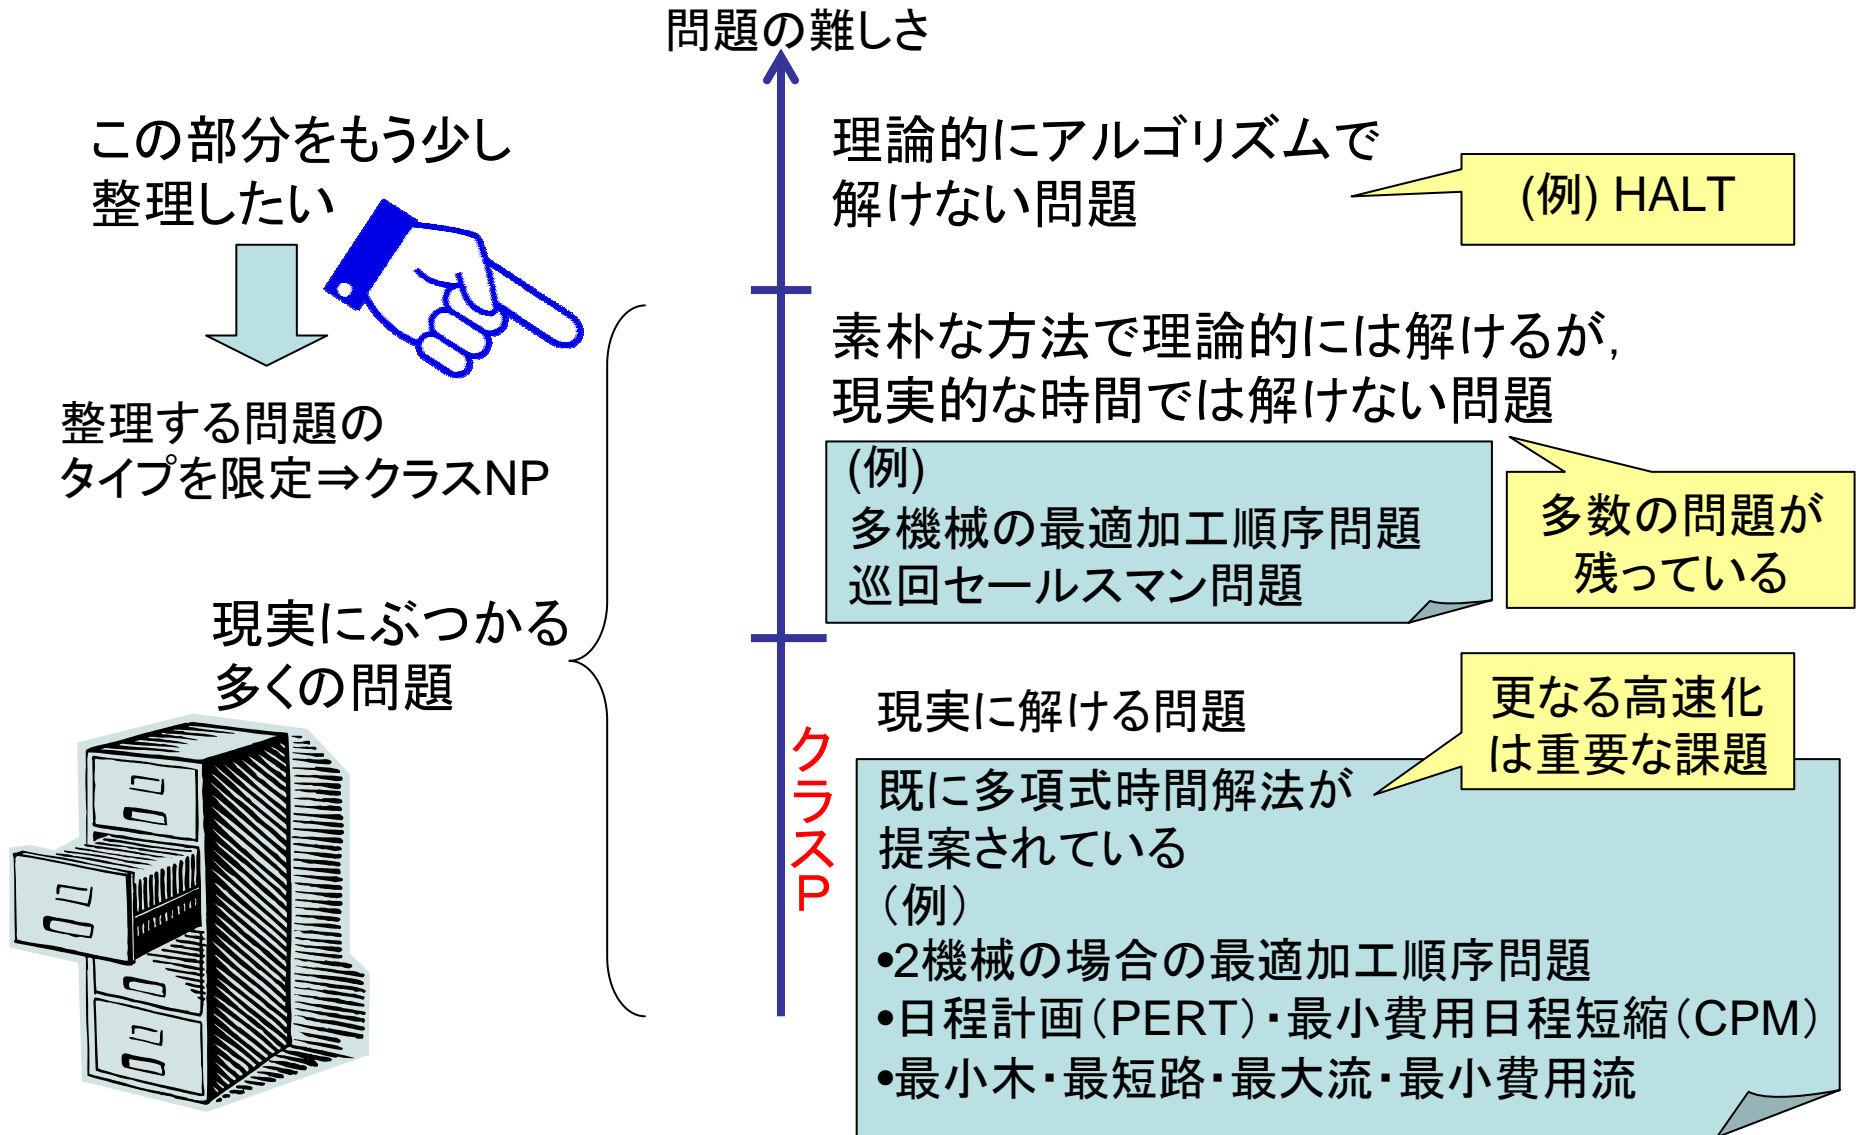 問題の難しさ
この部分をもう少し
整理したい
整理する問題の
タイプを限定⇒クラスNP
現実にぶつかる
多くの問題
理論的にアルゴリズムで
解けない問題
(例) HALT
素朴な方法で理論的には解けるが,
現実的な時間では解けない問題
(例)
多機械の最適加工順序問題
巡回セールスマン問題
多数の問題が
残っている
クラスP
現実に解ける問題
更なる高速化
は重要な課題
既に多項式時間解法が
提案されている
（例）
•2機械の場合の最適加工順序問題
•日程計画（PERT）・最小費用日程短縮（CPM）
•最小木・最短路・最大流・最小費用流